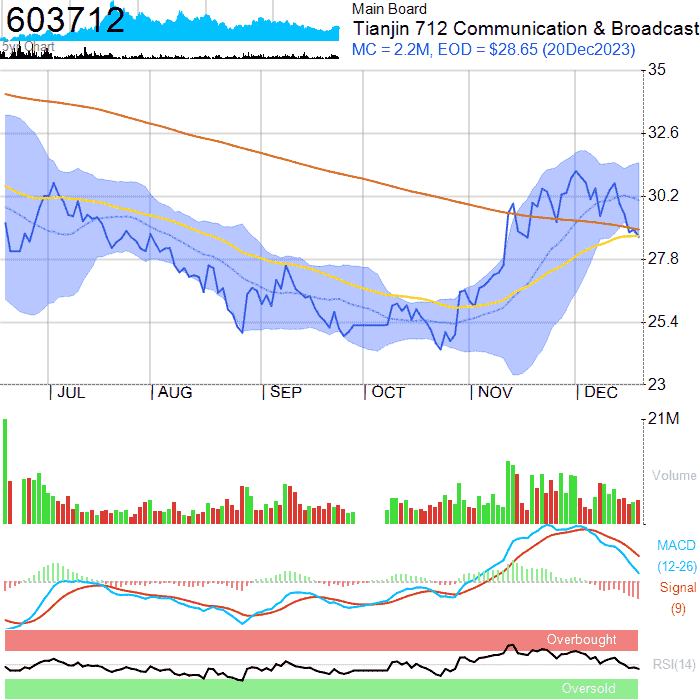 603712
5yr Chart
Main Board
Tianjin 712 Communication & Broadcast
MC = 2.2M, EOD = $28.65 (20Dec2023)
35
32.6
30.2
27.8
25.4
23
JUL
AUG
SEP
OCT
NOV
DEC
21M
Volume
MACD
(12-26)
Signal
(9)
Overbought
RSI(14)
Oversold